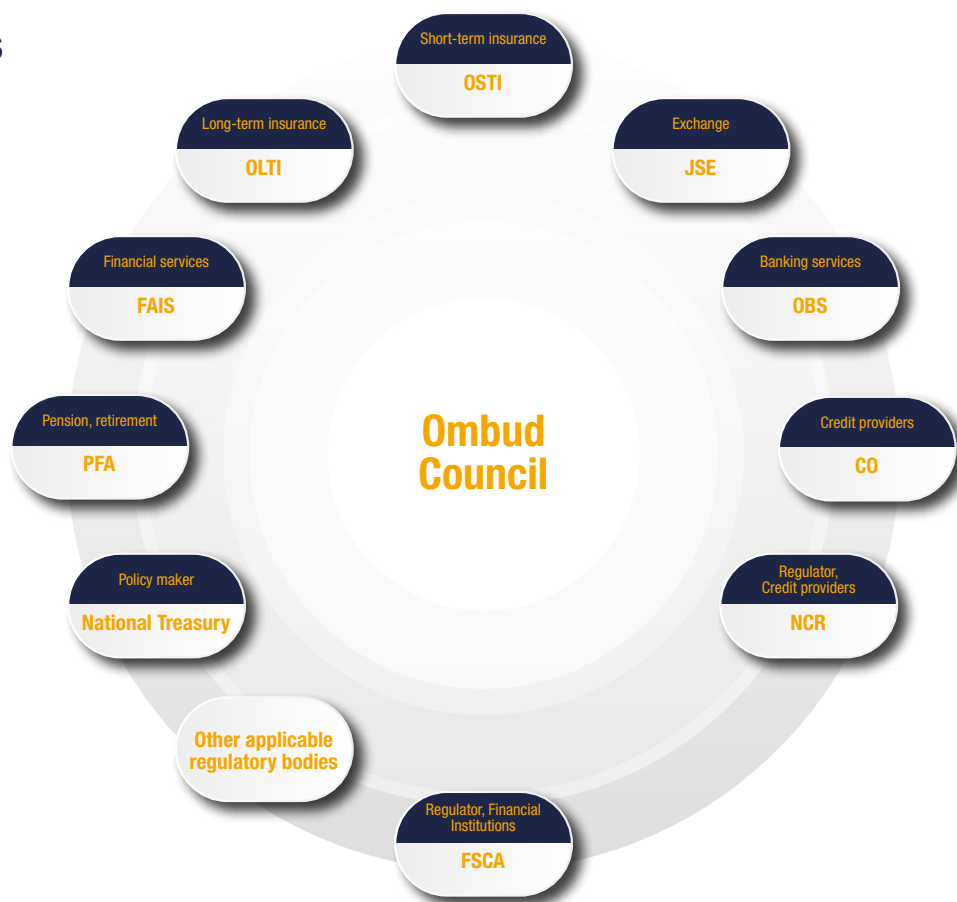 s
Short-term insurance
OSTI
Exchange
JSE
Banking services
OBS
Credit providers
CO
Regulator,
Credit providers
NCR
Regulator, Financial
Institutions
FSCA
Other applicable
regulatory bodies
Policy maker
National Treasury
Pension, retirement
PFA
Financial services
FAIS
Long-term insurance
OLTI
Ombud
Council